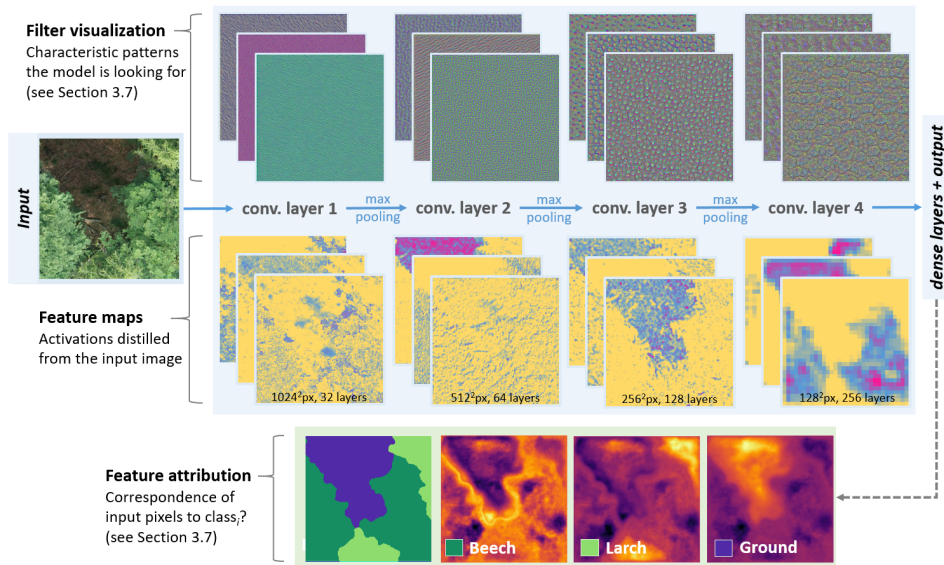 Filter visualization
Characteristic patterns
the model is looking for
(see Section 3.7)
Input
conv. layer 1
max
pooling
conv. layer 2
max
pooling
conv. layer 3
max
pooling
conv. layer 4
dense layers + output
Feature maps
Activations distilled
from the input image
1024²px, 32 layers
512²px, 64 layers
256²px, 128 layers
128²px, 256 layers
Feature attribution
Correspondence of
input pixels to classᵢ?
(see Section 3.7)
Beech
Larch
Ground